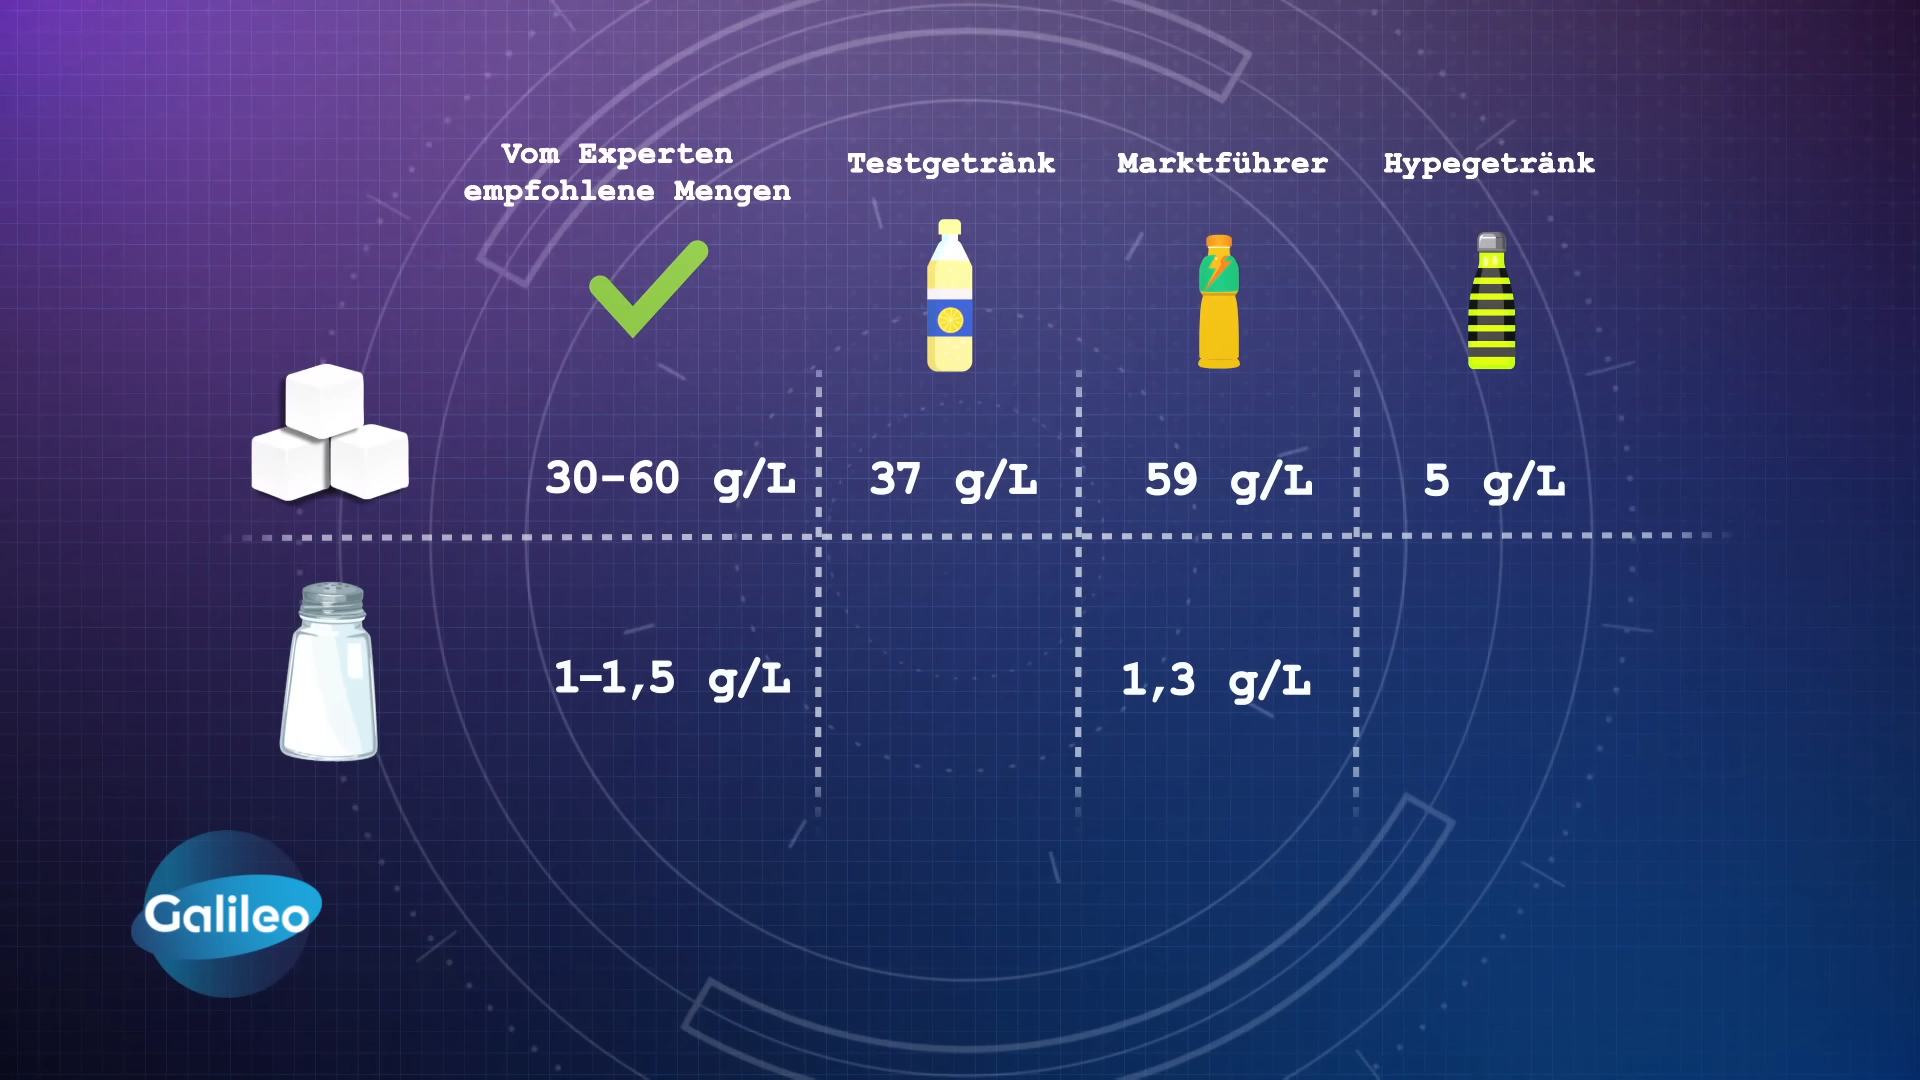 Vom Experten
empfohlene Mengen
Testgetränk
Marktführer
Hypegetränk
30-60 g/L
37 g/L
59 g/L
5 g/L
1-1,5 g/L
1,3 g/L
Galileo